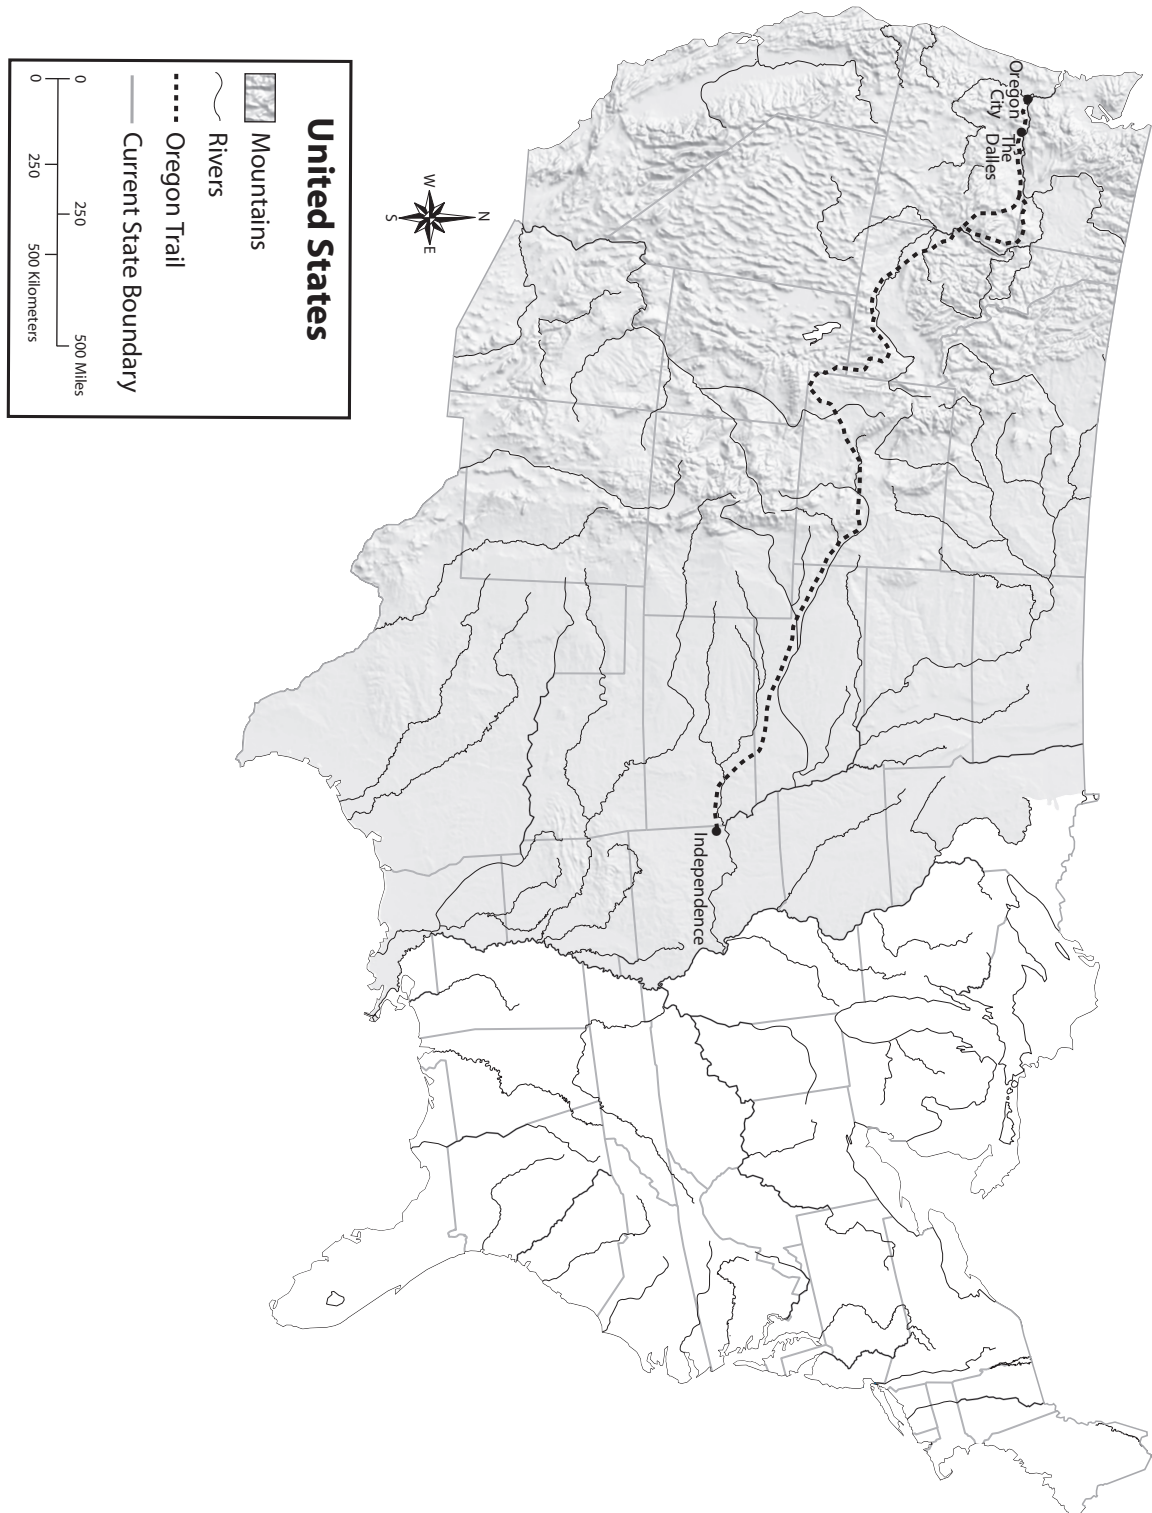 Oregon
City
The
Dalles
Independence
N
W
E
S
United States
Mountains
Rivers
Oregon Trail
Current State Boundary
0 250 500 Miles
0 250 500 Kilometers